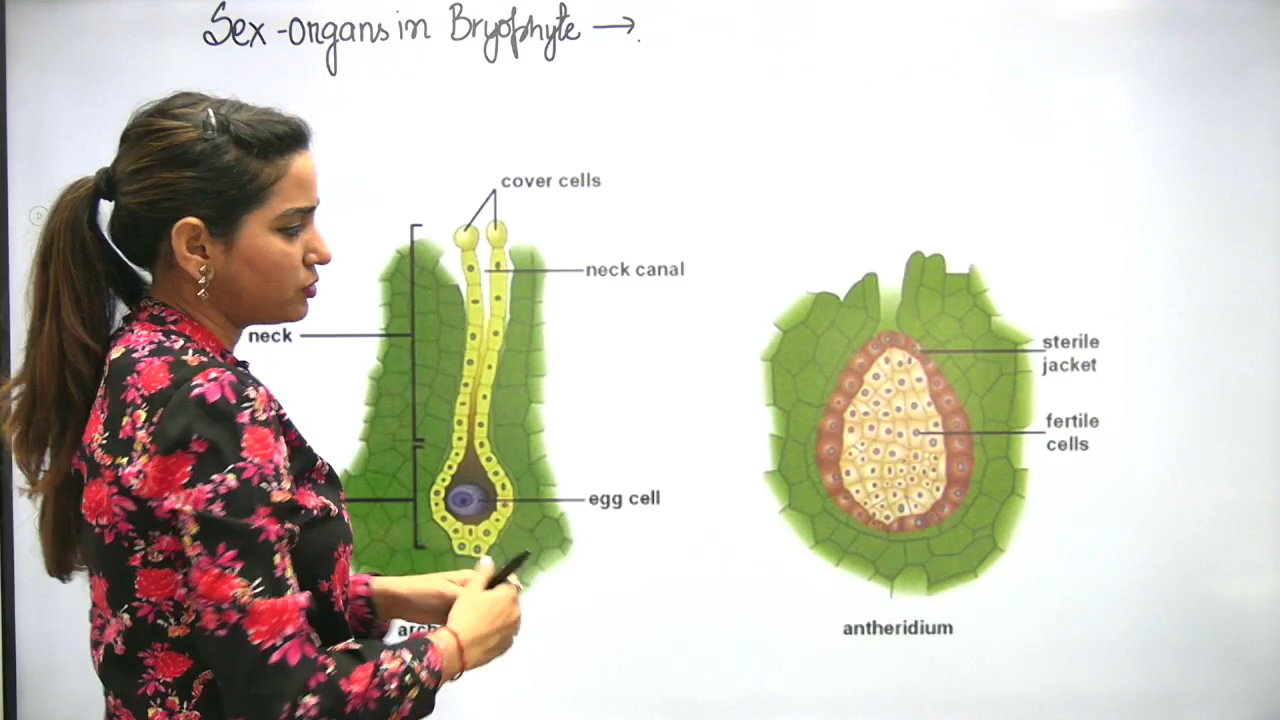 Sex-organs in Bryophyte →
cover cells
neck canal
neck
egg cell
sterile
jacket
fertile
cells
antheridium